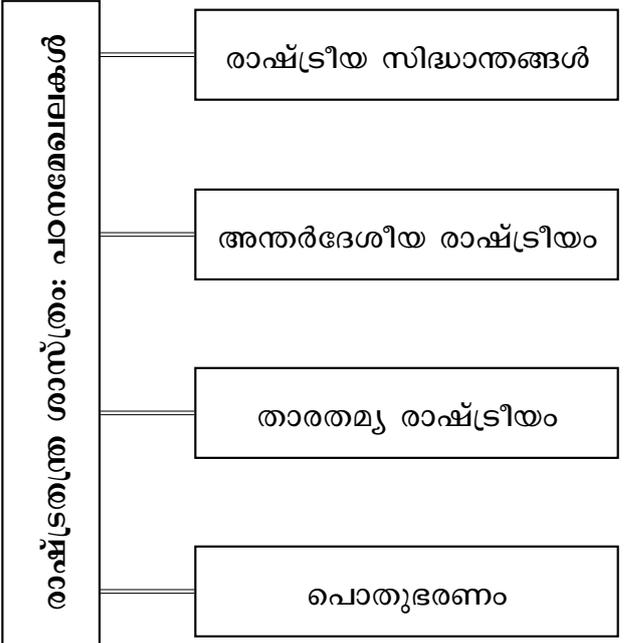 രാഷ്ട്രതന്ത്ര ശാസ്ത്രം: പഠനമേഖലകൾ
രാഷ്ട്രീയ സിദ്ധാന്തങ്ങൾ
അന്തർദേശീയ രാഷ്ട്രീയം
താരതമ്യ രാഷ്ട്രീയം
പൊതുഭരണം